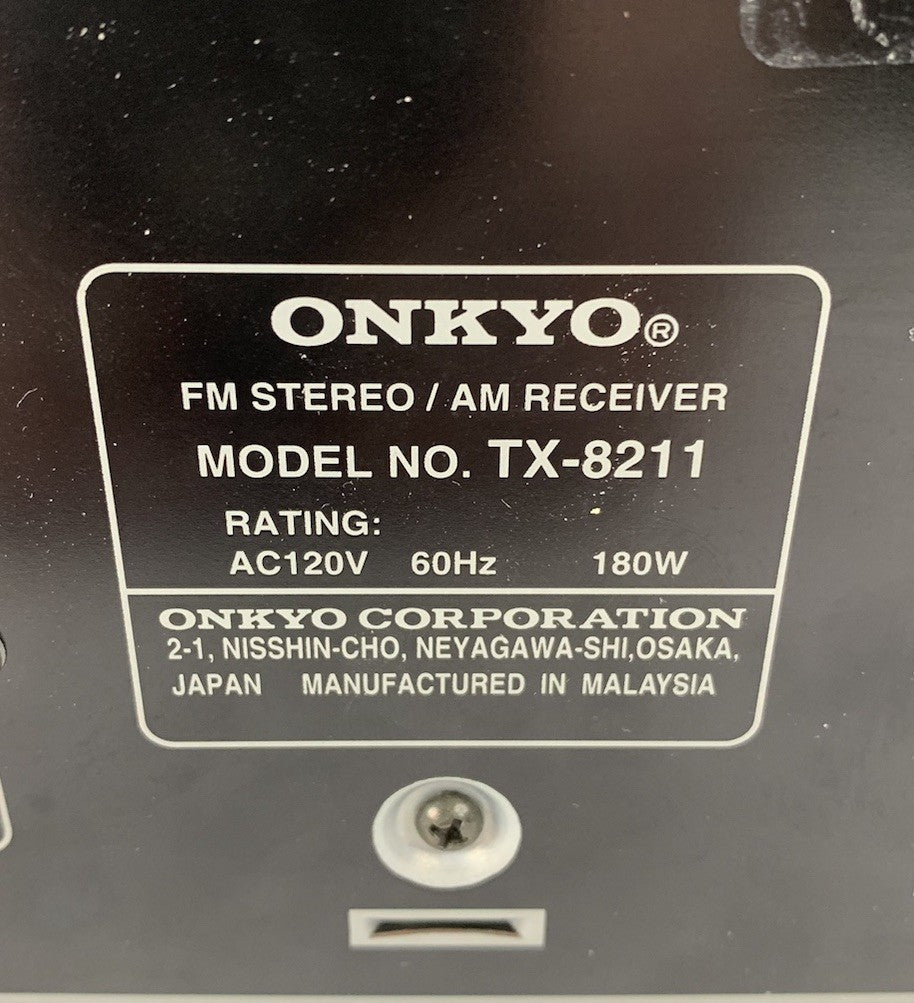 ONKYO®
FM STEREO / AM RECEIVER
MODEL NO. TX-8211
RATING:
AC120V 60Hz 180W
ONKYO CORPORATION
2-1, NISSHIN-CHO, NEYAGAWA-SHI,OSAKA,
JAPAN MANUFACTURED IN MALAYSIA